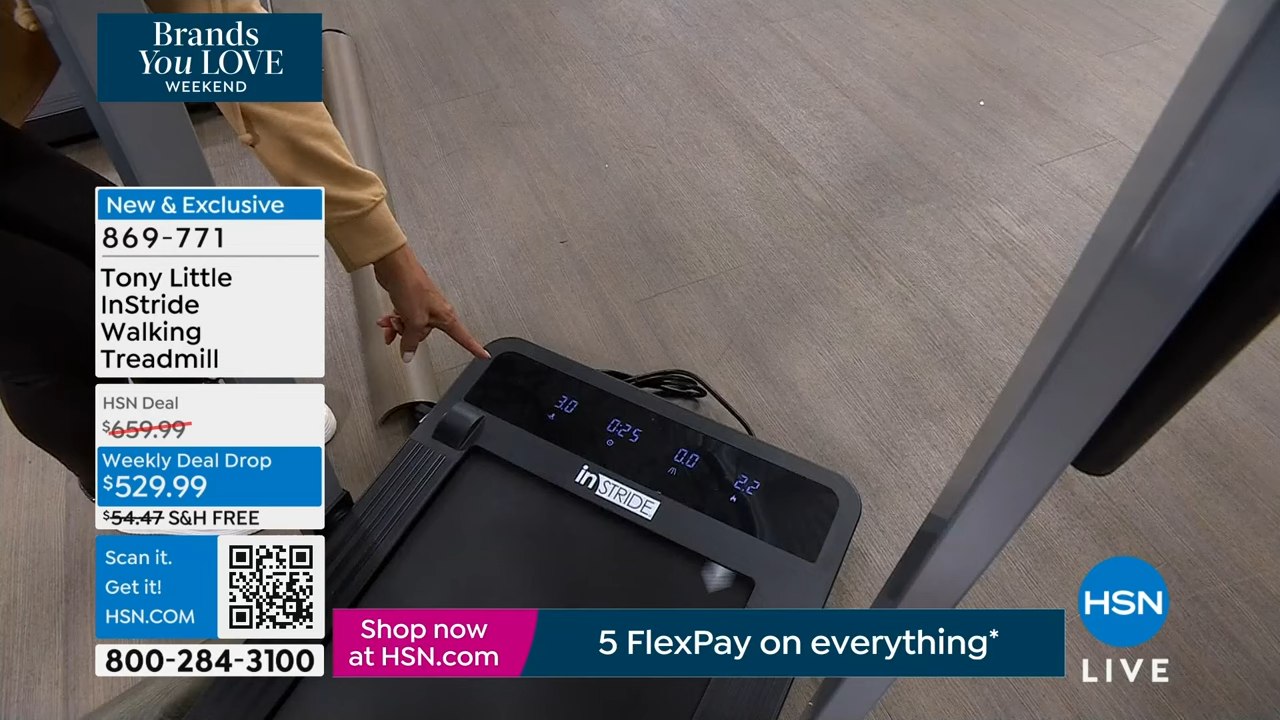 Brands
You LOVE
WEEKEND
New & Exclusive
869-771
Tony Little
InStride
Walking
Treadmill
HSN Deal
$659.99
Weekly Deal Drop
$529.99
$54.47 S&H FREE
Scan it.
Get it!
HSN.COM
800-284-3100
3.0
0:25
0.0
2.2
inSTRIDE
Shop now
at HSN.com
5 FlexPay on everything*
HSN
LIVE